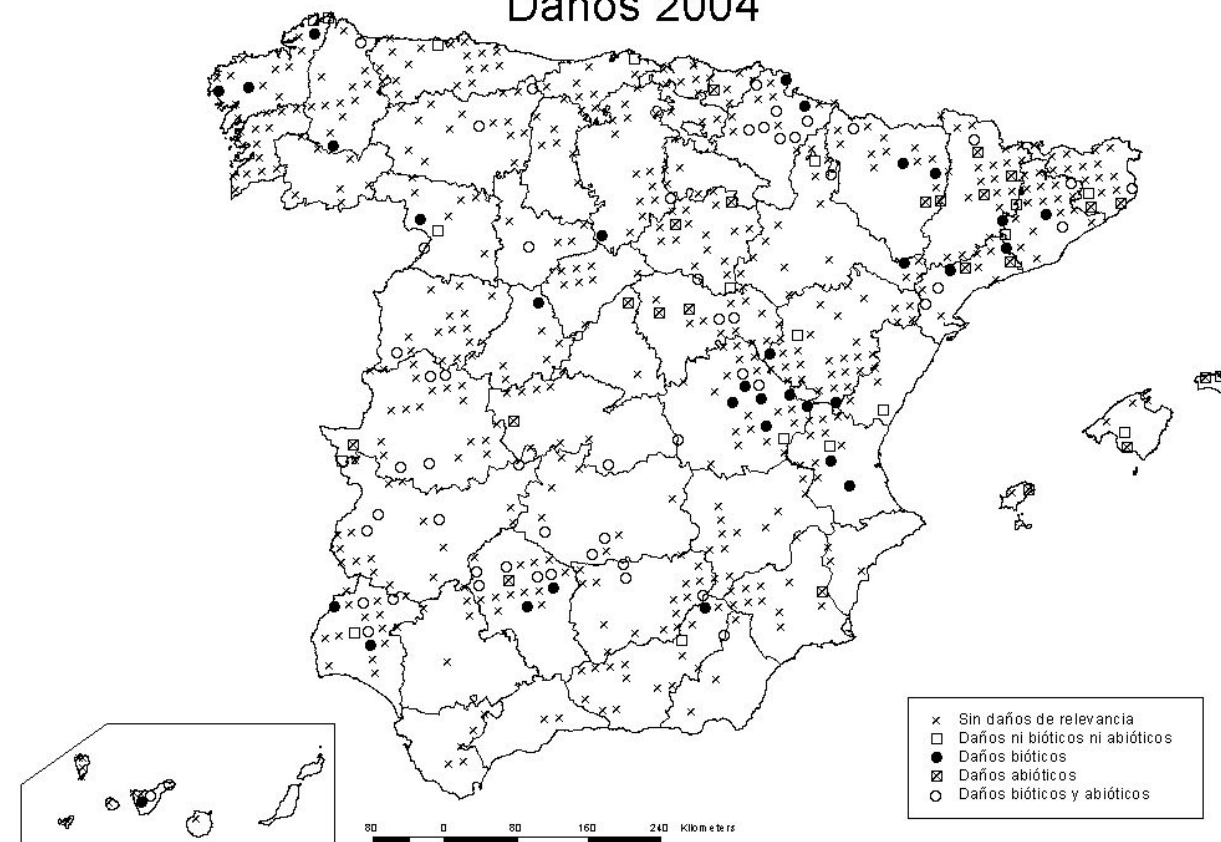 Daños 2004
Sin daños de relevancia
Daños ni bióticos ni abióticos
Daños bióticos
Daños abióticos
Daños bióticos y abióticos
80 0 80 160 240 Kilometers